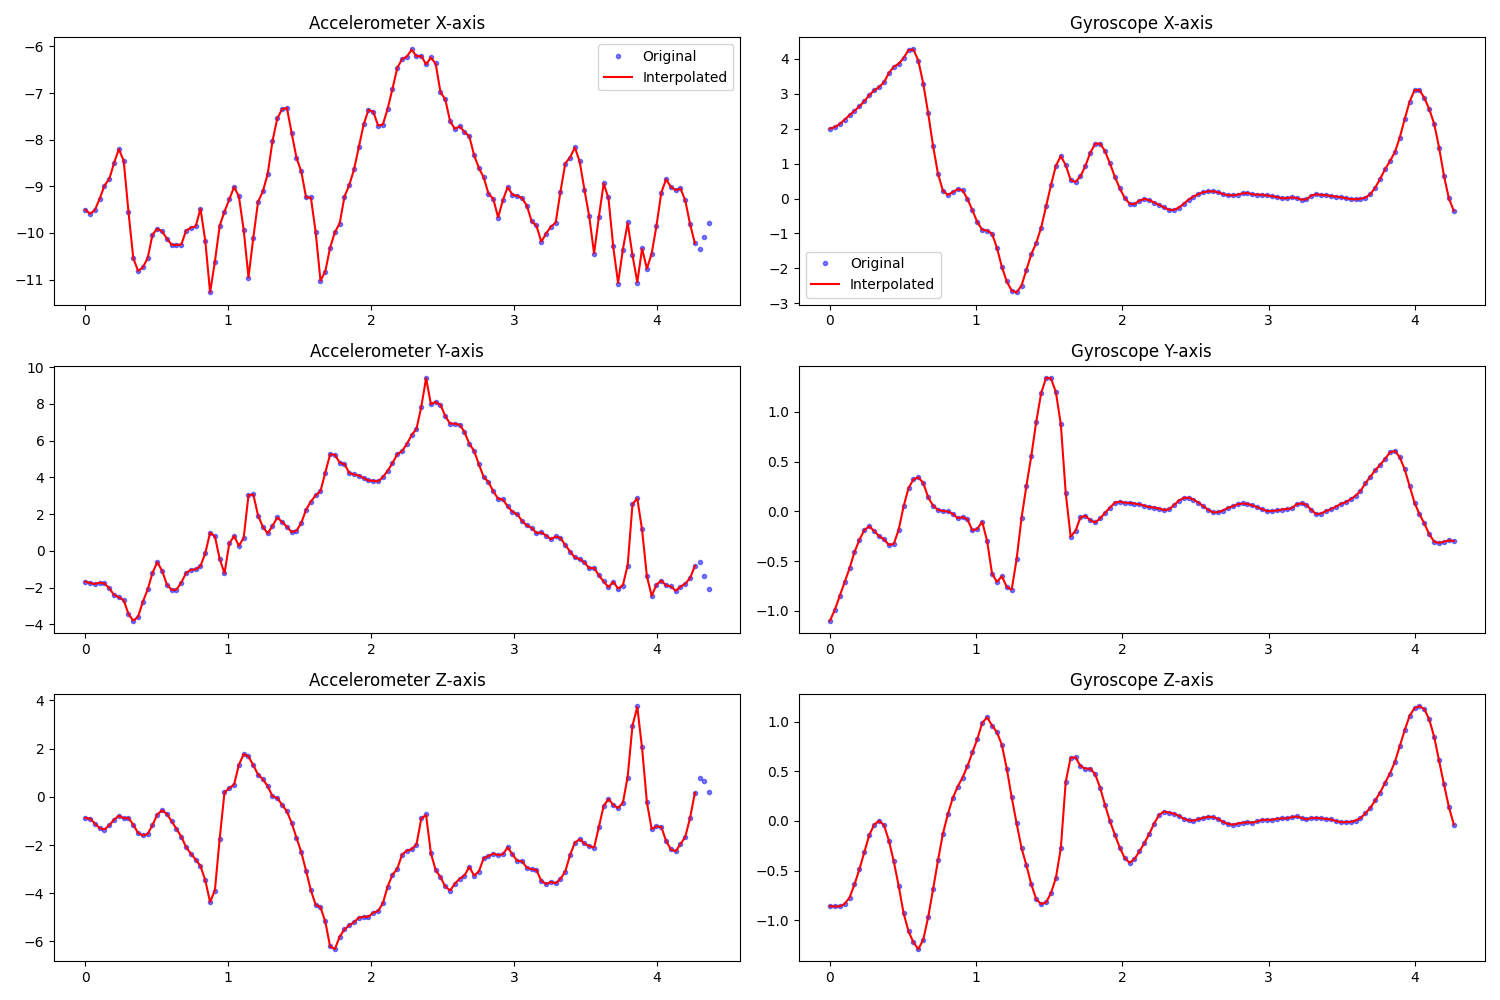 Accelerometer X-axis
−6
−7
−8
−9
−10
−11
0 1 2 3 4
Original
Interpolated
Gyroscope X-axis
4
3
2
1
0
−1
−2
−3
0 1 2 3 4
Original
Interpolated
Accelerometer Y-axis
10
8
6
4
2
0
−2
−4
0 1 2 3 4
Gyroscope Y-axis
1.0
0.5
0.0
−0.5
−1.0
0 1 2 3 4
Accelerometer Z-axis
4
2
0
−2
−4
−6
0 1 2 3 4
Gyroscope Z-axis
1.0
0.5
0.0
−0.5
−1.0
0 1 2 3 4